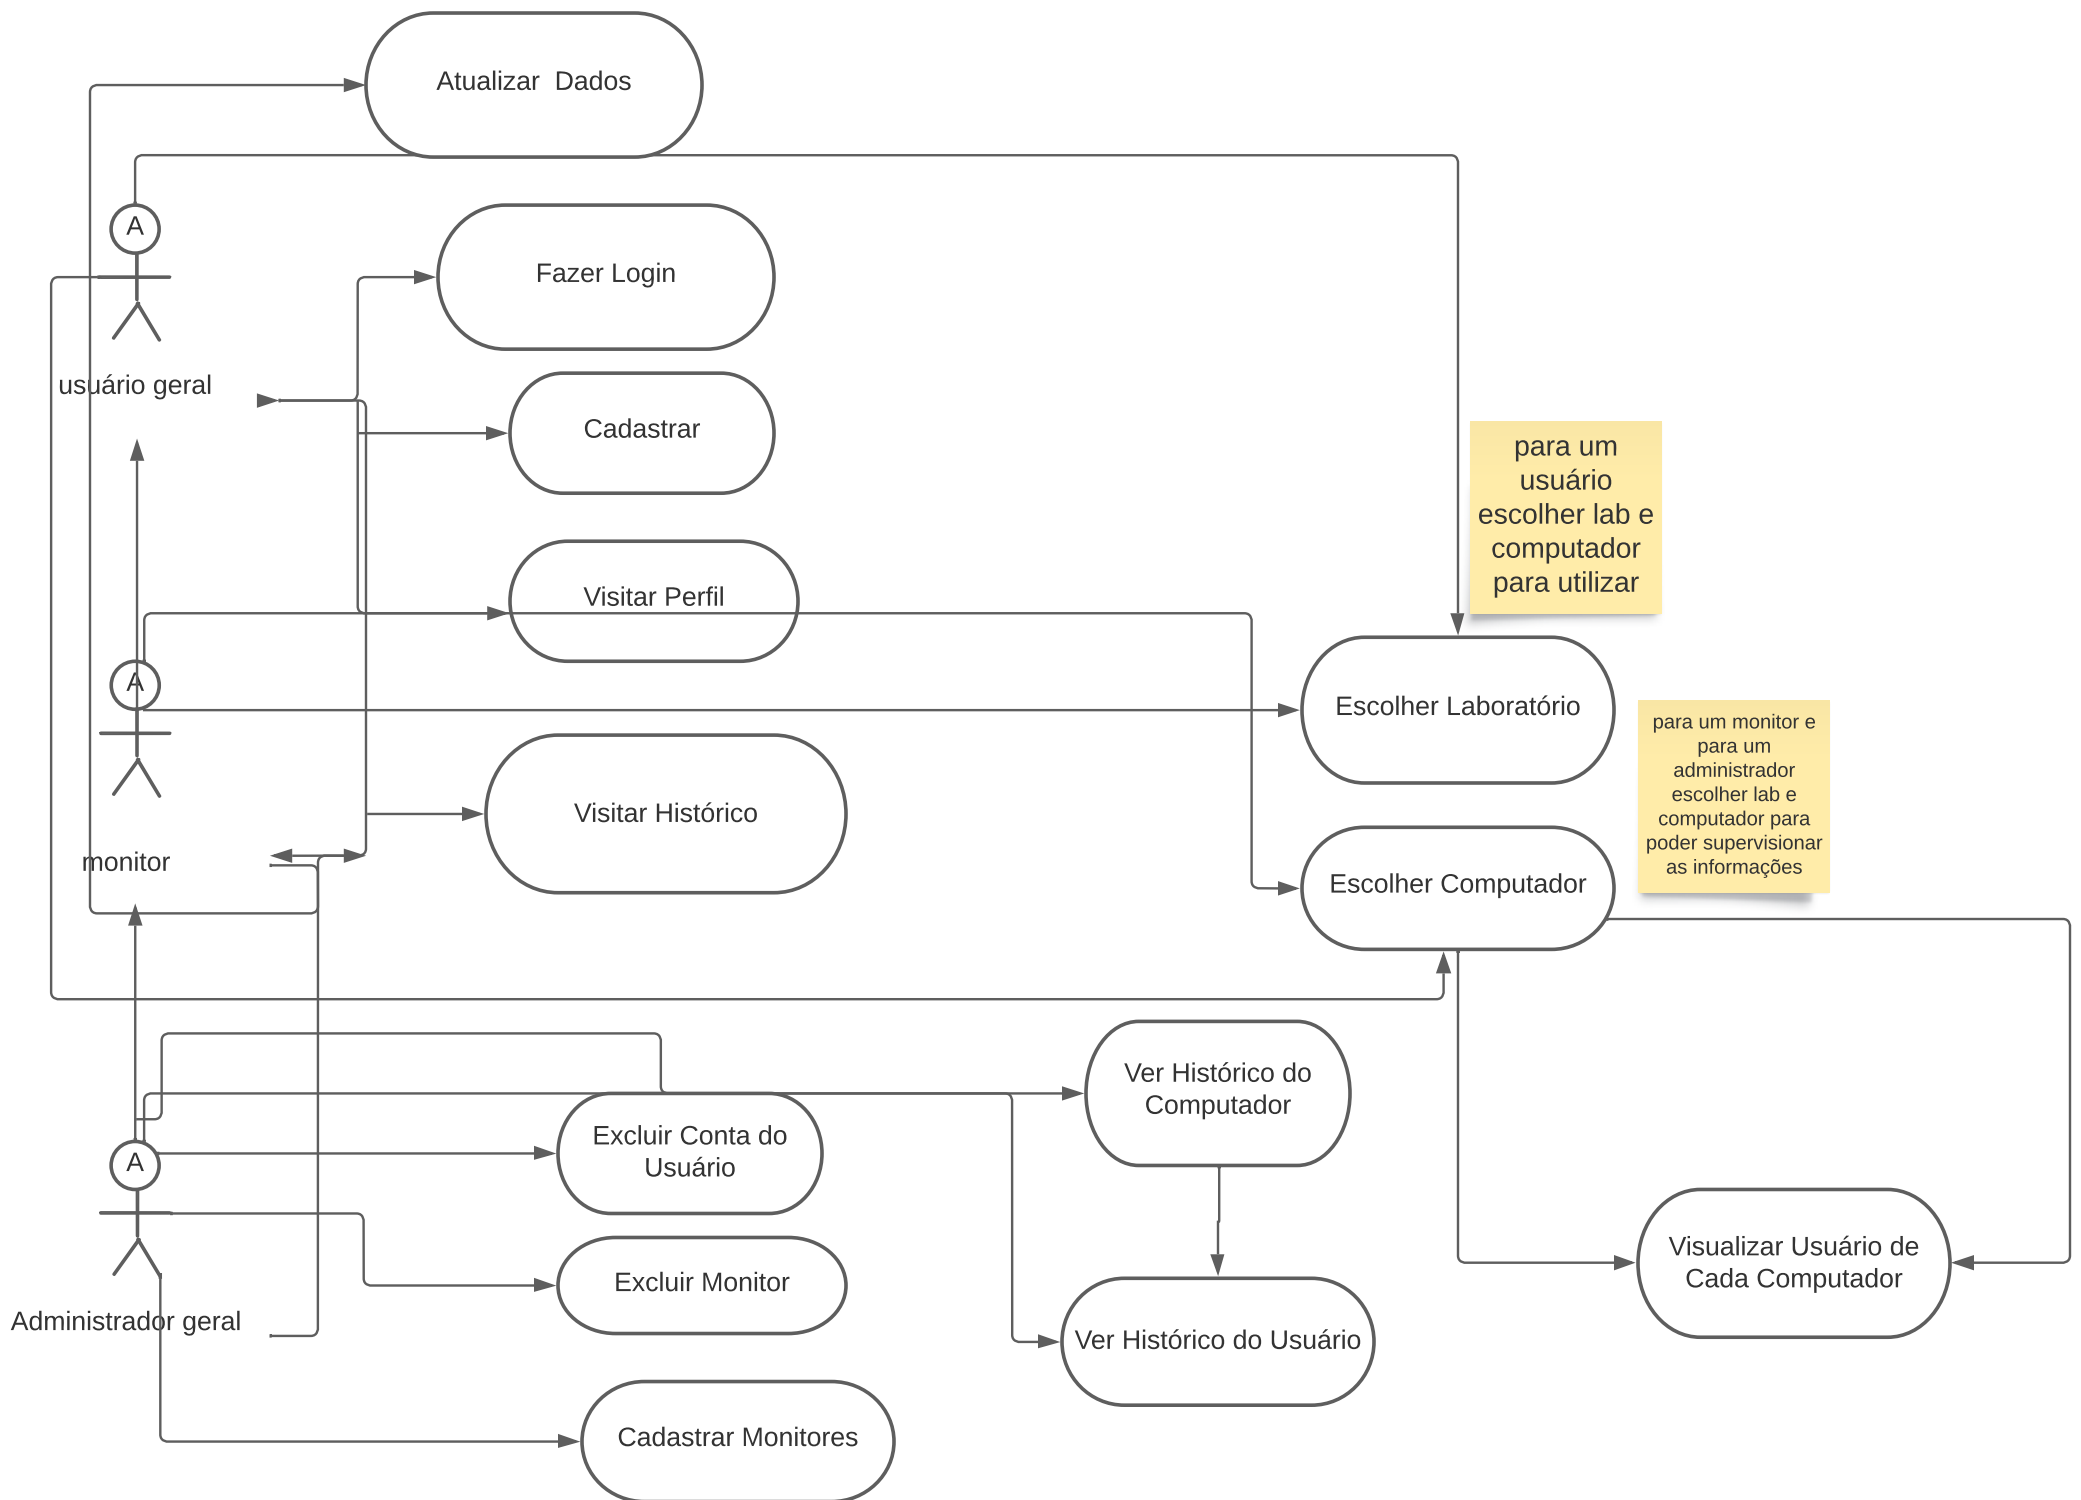 Atualizar  Dados
A
Fazer Login
usuário geral
Cadastrar
para um
usuário
escolher lab e
computador
para utilizar
Visitar Perfil
A
Escolher Laboratório
para um monitor e
para um
administrador
escolher lab e
computador para
poder supervisionar
as informações
Visitar Histórico
monitor
Escolher Computador
Ver Histórico do
Computador
A
Excluir Conta do
Usuário
Visualizar Usuário de
Cada Computador
Excluir Monitor
Administrador geral
Ver Histórico do Usuário
Cadastrar Monitores